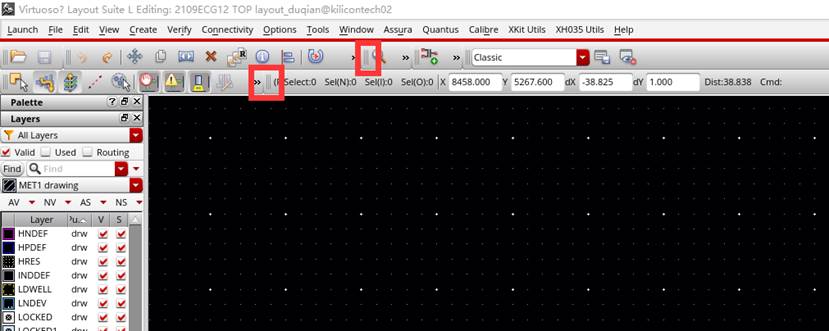 Virtuoso? Layout Suite L Editing: 2109ECG12 TOP layout_duqian@kilicontech02
Launch File Edit View Create Verify Connectivity Options Tools Window Assura Quantus Calibre XKit Utils XH035 Utils Help
» » » Classic
» (F Select:0 Sel(N):0 Sel(I):0 Sel(O):0 X 8458.000 Y 5267.600 dX -38.825 dY 1.000 Dist:38.838 Cmd:
Palette ?
Layers ?
All Layers
Valid Used Routing
Find Find
MET1 drawing
AV NV AS NS
Layer V S
HNDEF drw
HPDEF drw
HRES drw
INDDEF drw
LDWELL drw
LNDEV drw
LOCKED drw
LOCKED1 drw